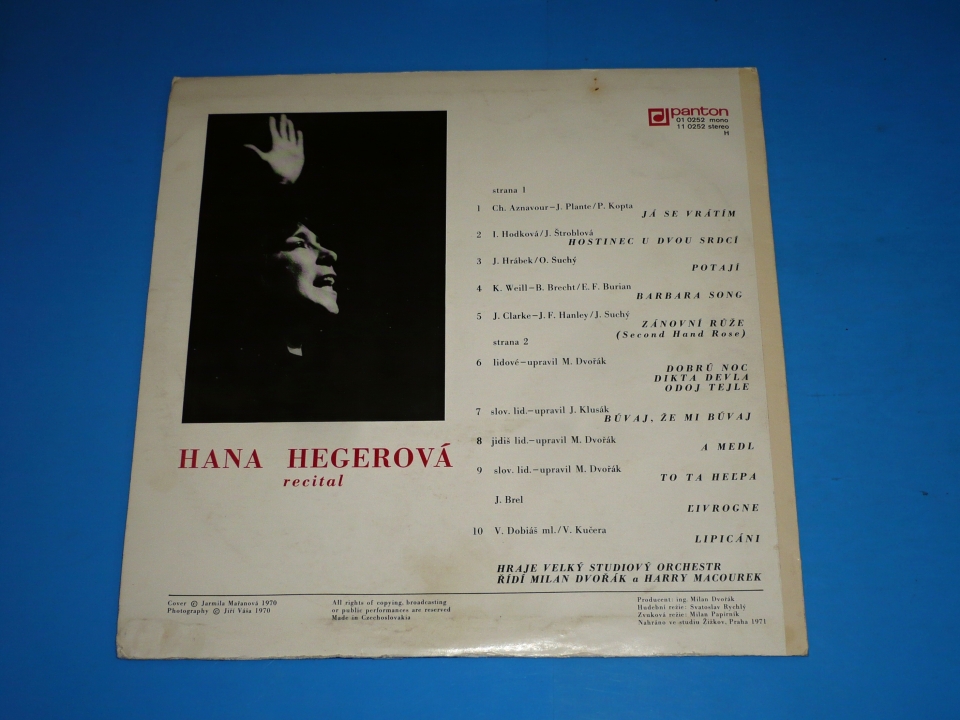 panton
01 0252 mono
11 0252 stereo
H
strana 1
1 Ch. Aznavour–J. Plante/P. Kopta
JÁ SE VRÁTÍM
2 I. Hodková/J. Štroblová
HOSTINEC U DVOU SRDCÍ
3 J. Hrábek/O. Suchý
POTAJÍ
4 K. Weill–B. Brecht/E. F. Burian
BARBARA SONG
5 J. Clarke–J. F. Hanley/J. Suchý
ZÁNOVNÍ RŮŽE
(Second Hand Rose)
strana 2
6 lidové–upravil M. Dvořák
DOBRÚ NOC
DIKTA DEVLA
ODOJ TEJLE
7 slov. lid.–upravil J. Klusák
BÚVAJ, ŽE MI BÚVAJ
8 jidiš lid.–upravil M. Dvořák
A MEDL
9 slov. lid.–upravil M. Dvořák
TO TA HEĽPA
J. Brel
ĽIVROGNE
10 V. Dobiáš ml./V. Kučera
LIPICÁNI
HANA HEGEROVÁ
recital
HRAJE VELKÝ STUDIOVÝ ORCHESTR
ŘÍDÍ MILAN DVOŘÁK a HARRY MACOUREK
Cover © Jarmila Maťanová 1970
Photography © Jiří Váša 1970
All rights of copying, broadcasting
or public performances are reserved
Made in Czechoslovakia
Producent: ing. Milan Dvořák
Hudební režie: Svatoslav Rychlý
Zvuková režie: Milan Papírník
Nahráno ve studiu Žižkov, Praha 1971